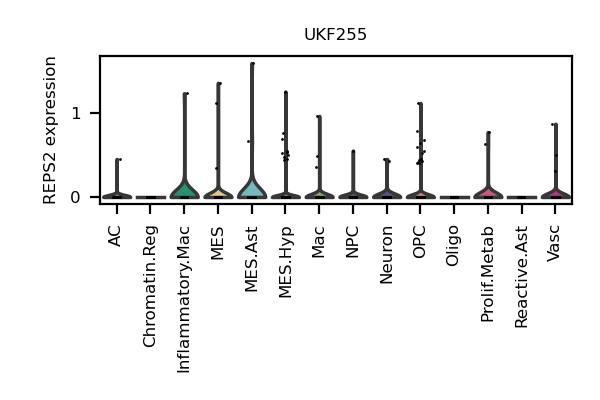 UKF255
REPS2 expression
1
0
AC
Chromatin.Reg
Inflammatory.Mac
MES
MES.Ast
MES.Hyp
Mac
NPC
Neuron
OPC
Oligo
Prolif.Metab
Reactive.Ast
Vasc